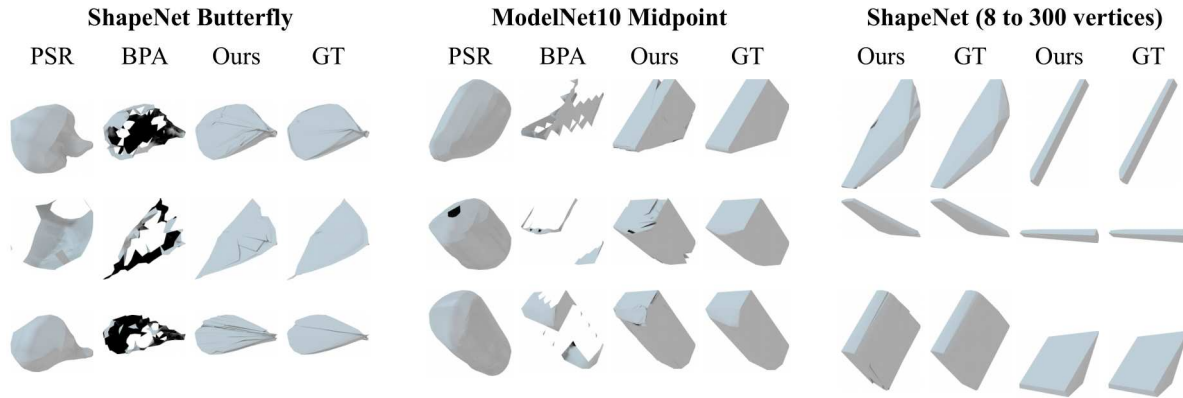 ShapeNet Butterfly
PSR BPA Ours GT
ModelNet10 Midpoint
PSR BPA Ours GT
ShapeNet (8 to 300 vertices)
Ours GT Ours GT